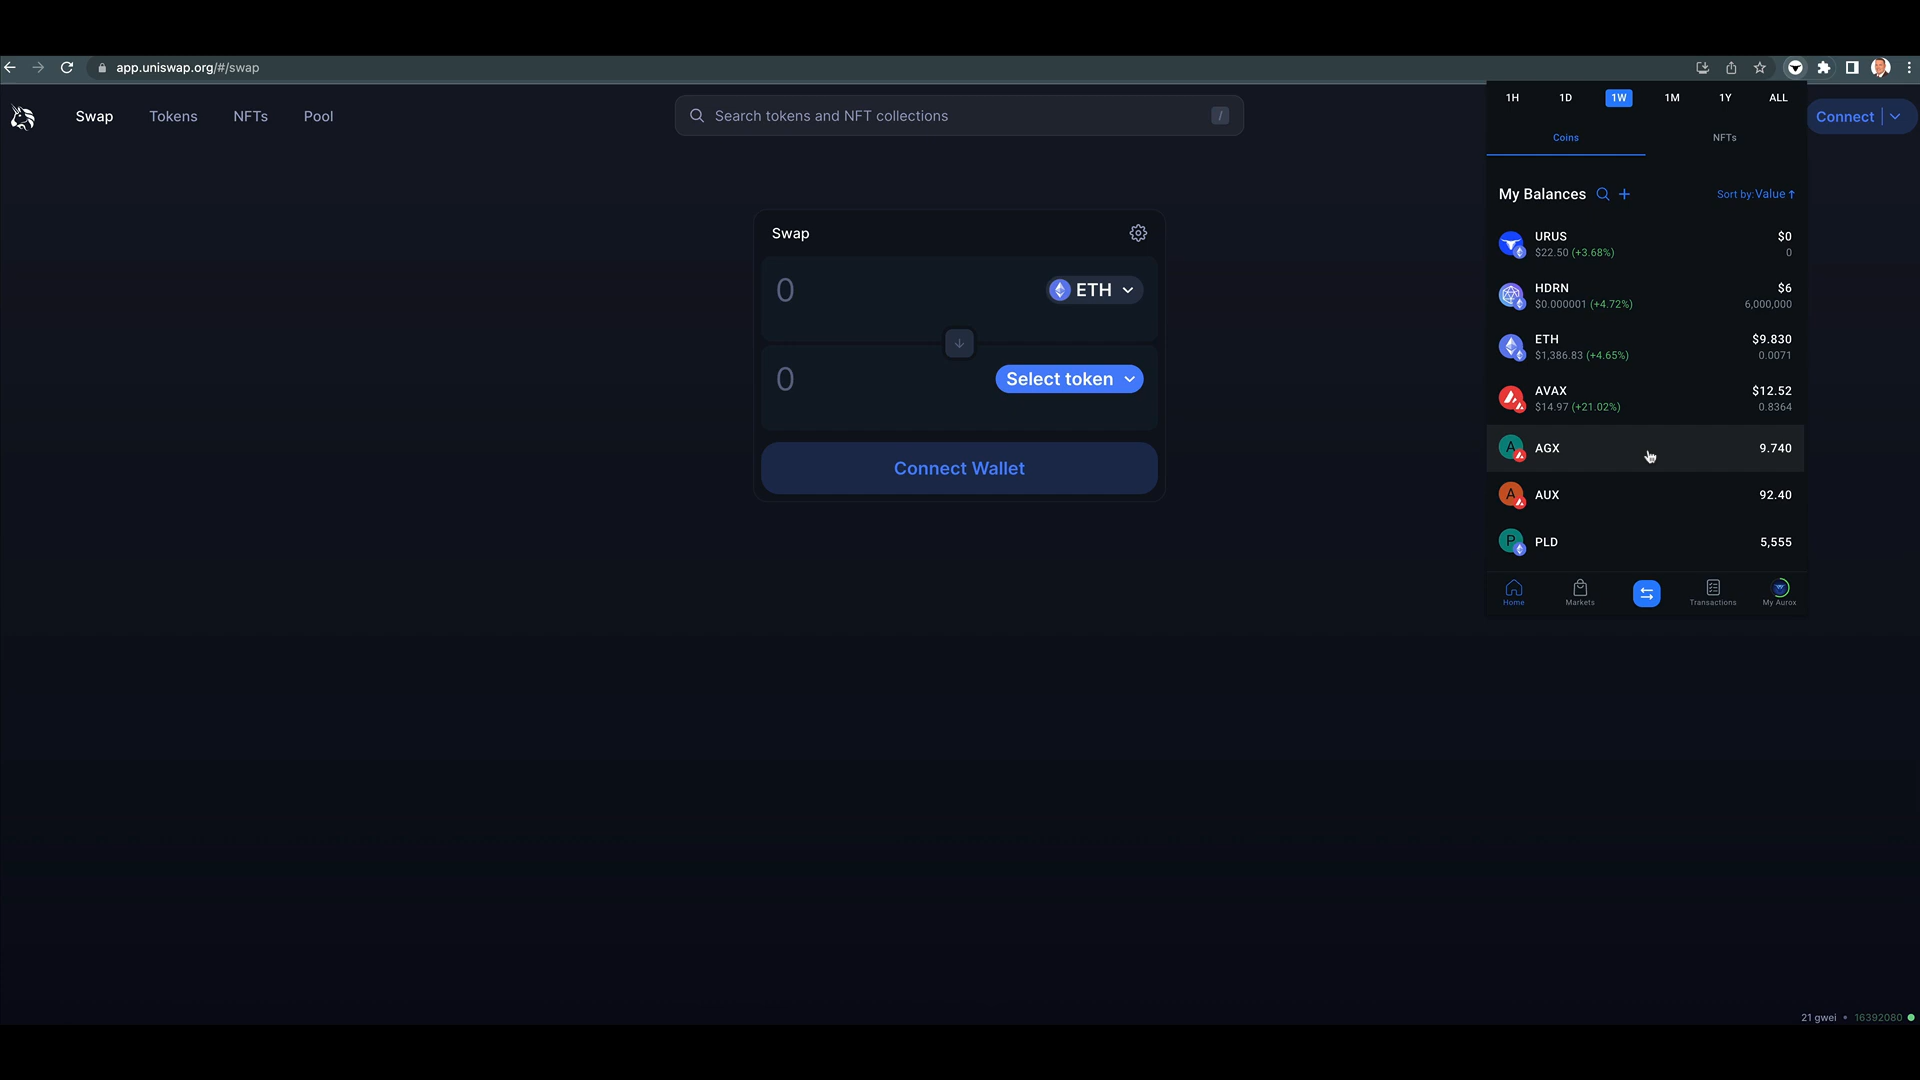 app.uniswap.org/#/swap
Swap Tokens NFTs Pool
Search tokens and NFT collections /
Connect
Swap
0 ETH
0 Select token
Connect Wallet
1H 1D 1W 1M 1Y ALL
Coins NFTs
My Balances Sort by: Value
URUS $0
$22.50 (+3.68%) 0
HDRN $6
$0.000001 (+4.72%) 6,000,000
ETH $9.830
$1,386.83 (+4.65%) 0.0071
AVAX $12.52
$14.97 (+21.02%) 0.8364
A AGX 9.740
A AUX 92.40
P PLD 5,555
Home Markets Transactions My Aurox
21 gwei • 16392080